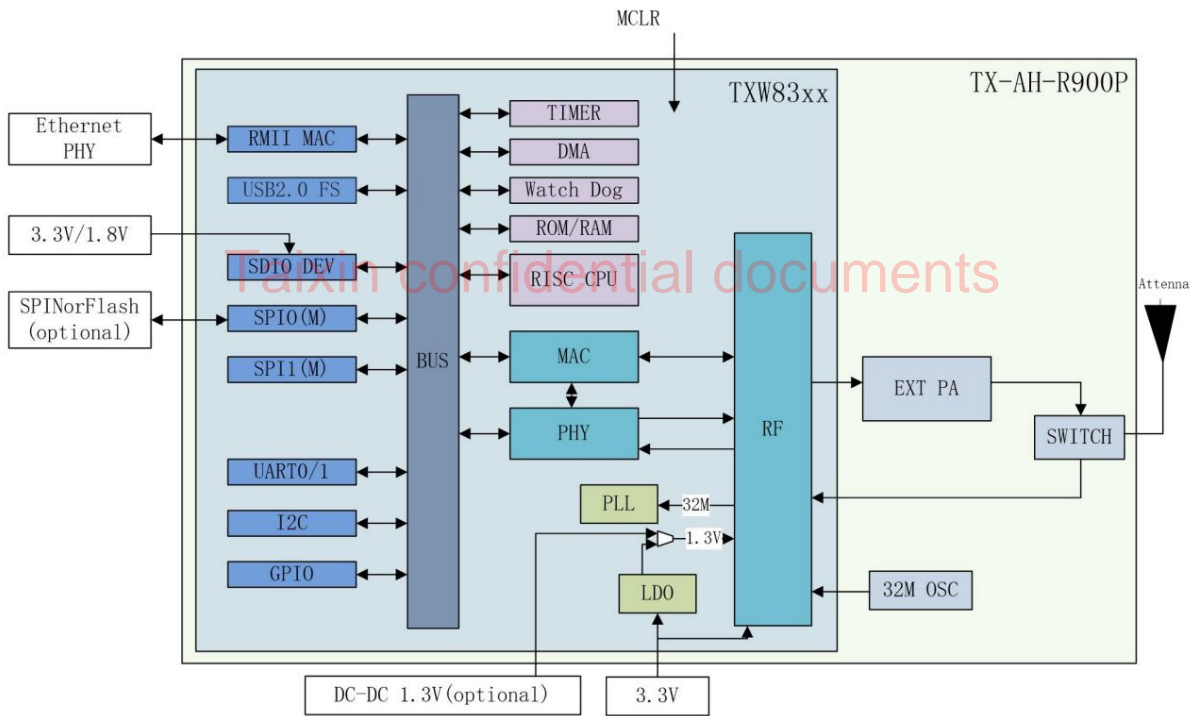 MCLR
TX-AH-R900P
TXW83xx
Ethernet
PHY
RMII MAC
TIMER
DMA
USB2.0 FS
Watch Dog
3.3V/1.8V
ROM/RAM
Taixin confidential documents
SDIO DEV
RISC CPU
SPINorFlash
(optional)
SPI0(M)
Attenna
BUS
MAC
SPI1(M)
EXT PA
PHY
RF
SWITCH
UART0/1
PLL
32M
I2C
1.3V
GPIO
LDO
32M OSC
DC-DC 1.3V(optional)
3.3V